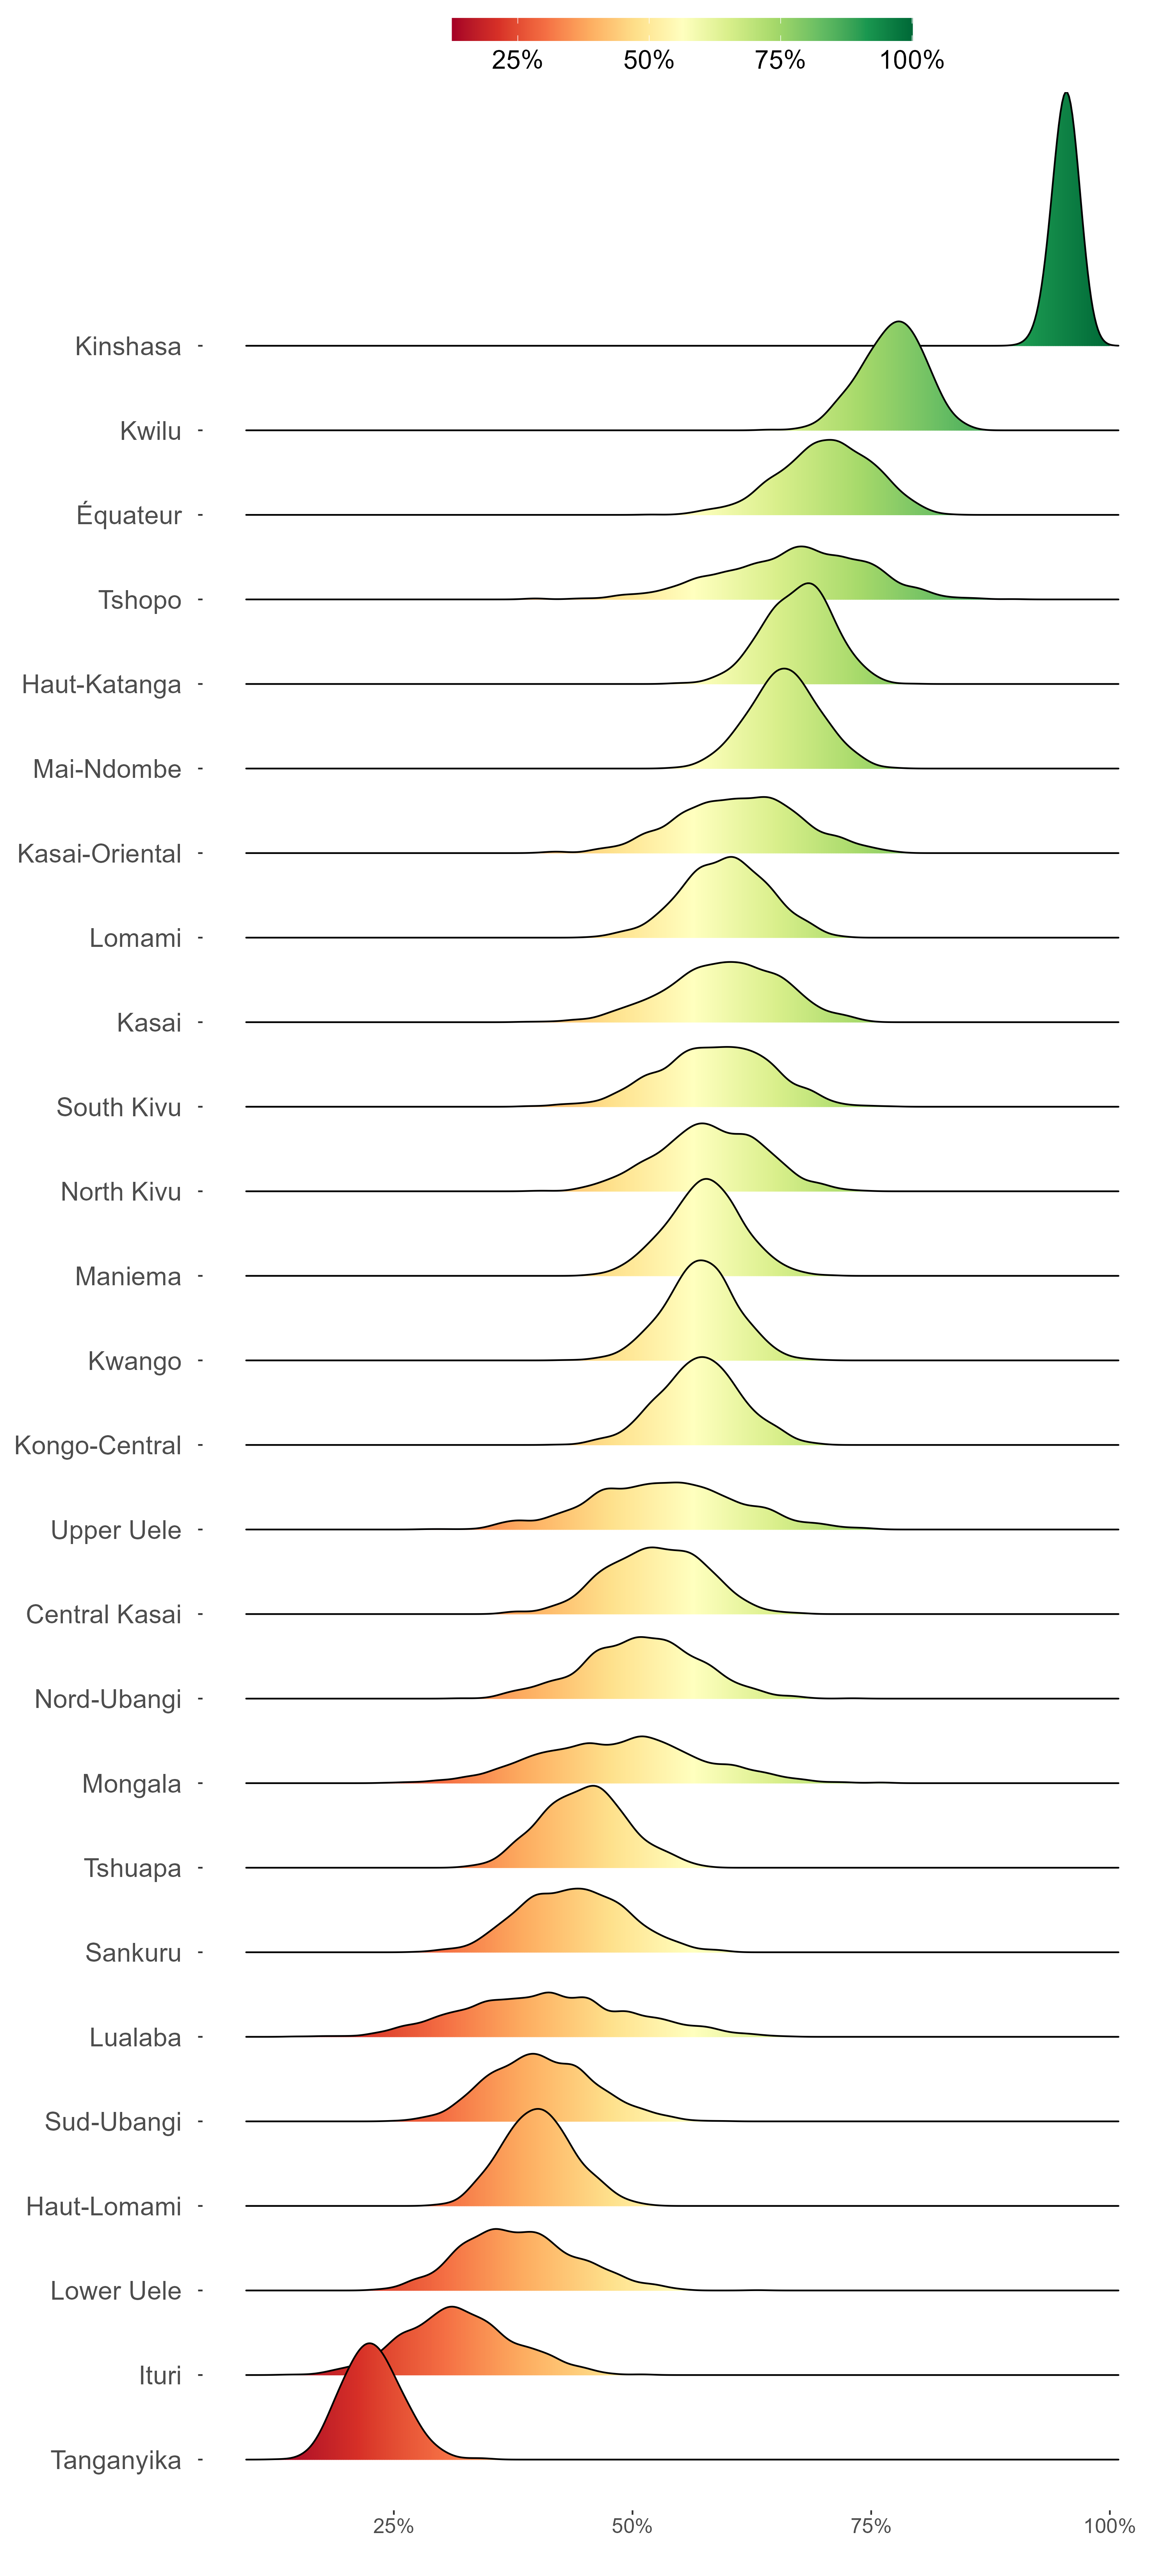 25% 50% 75% 100%
Kinshasa
Kwilu
Équateur
Tshopo
Haut-Katanga
Mai-Ndombe
Kasai-Oriental
Lomami
Kasai
South Kivu
North Kivu
Maniema
Kwango
Kongo-Central
Upper Uele
Central Kasai
Nord-Ubangi
Mongala
Tshuapa
Sankuru
Lualaba
Sud-Ubangi
Haut-Lomami
Lower Uele
Ituri
Tanganyika
25% 50% 75% 100%